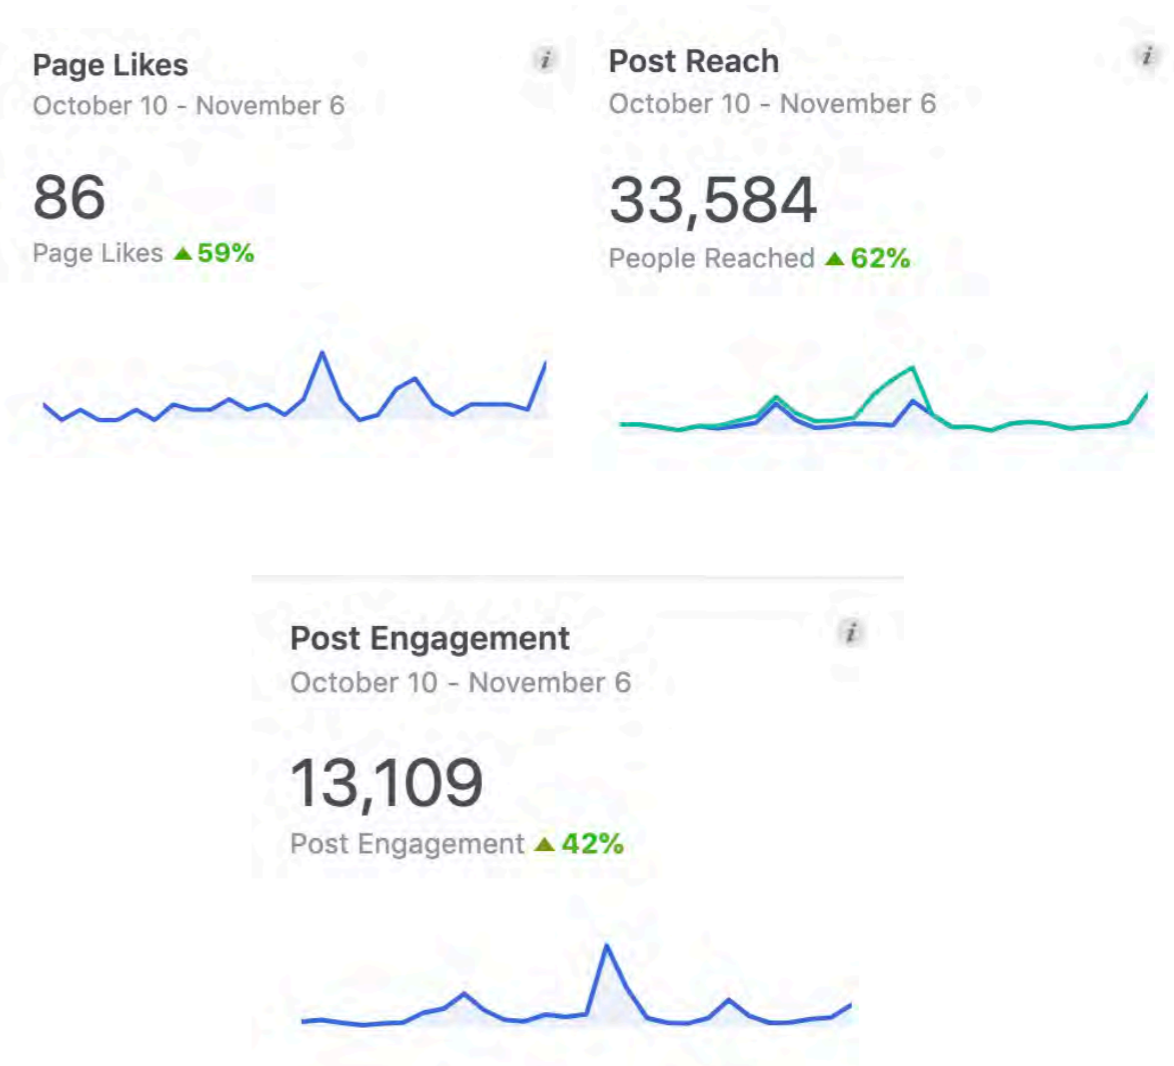 Page Likes
October 10 - November 6
86
Page Likes ▲ 59%
Post Reach
October 10 - November 6
33,584
People Reached ▲ 62%
Post Engagement
October 10 - November 6
13,109
Post Engagement ▲ 42%